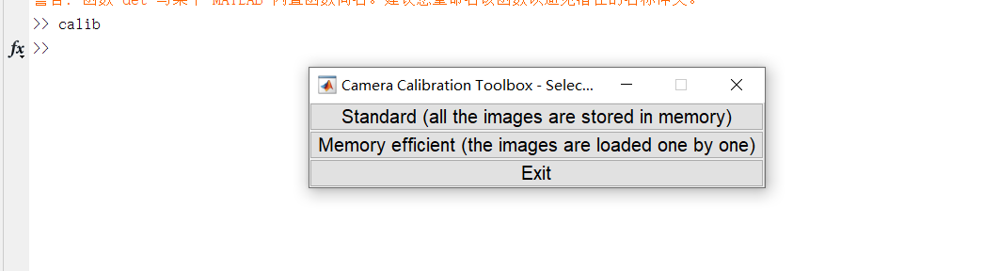 警告: 函数 det 与某个 MATLAB 内置函数同名。建议您重命名该函数以避免潜在的名称冲突。
>> calib
fx >>
Camera Calibration Toolbox - Selec...
Standard (all the images are stored in memory)
Memory efficient (the images are loaded one by one)
Exit